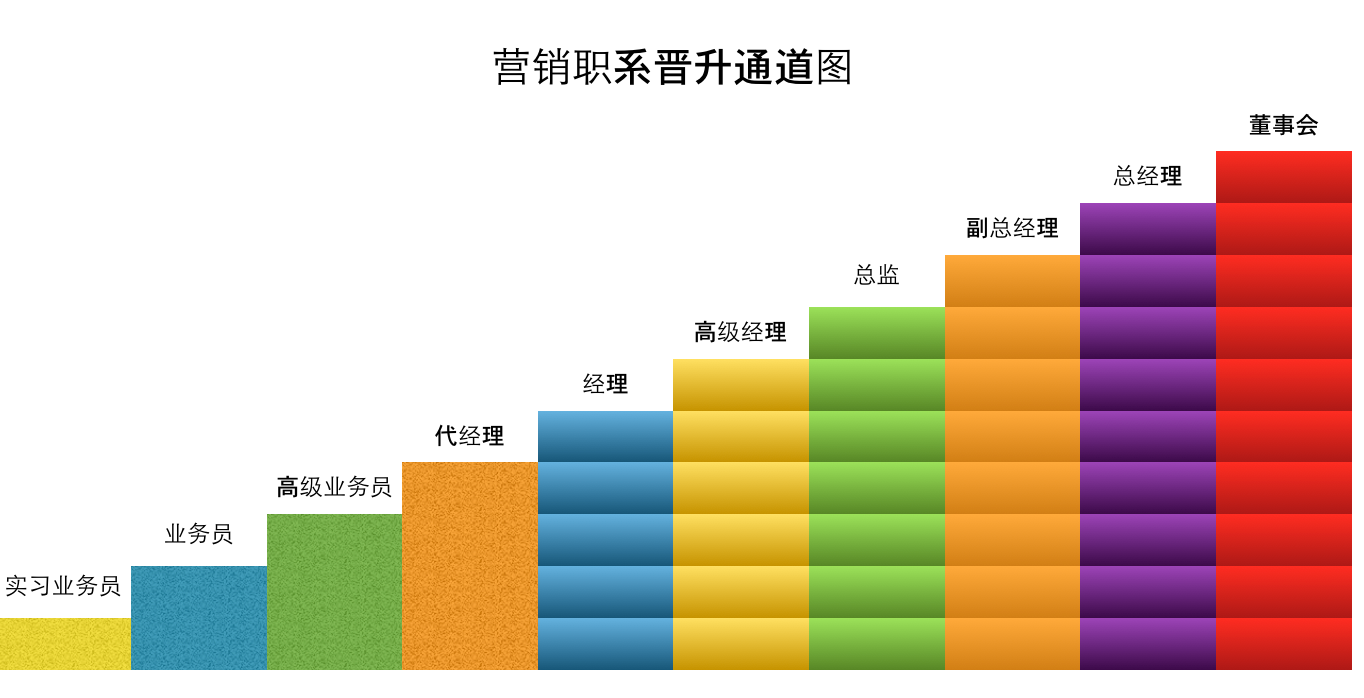 营销职系晋升通道图
董事会
总经理
副总经理
总监
高级经理
经理
代经理
高级业务员
业务员
实习业务员